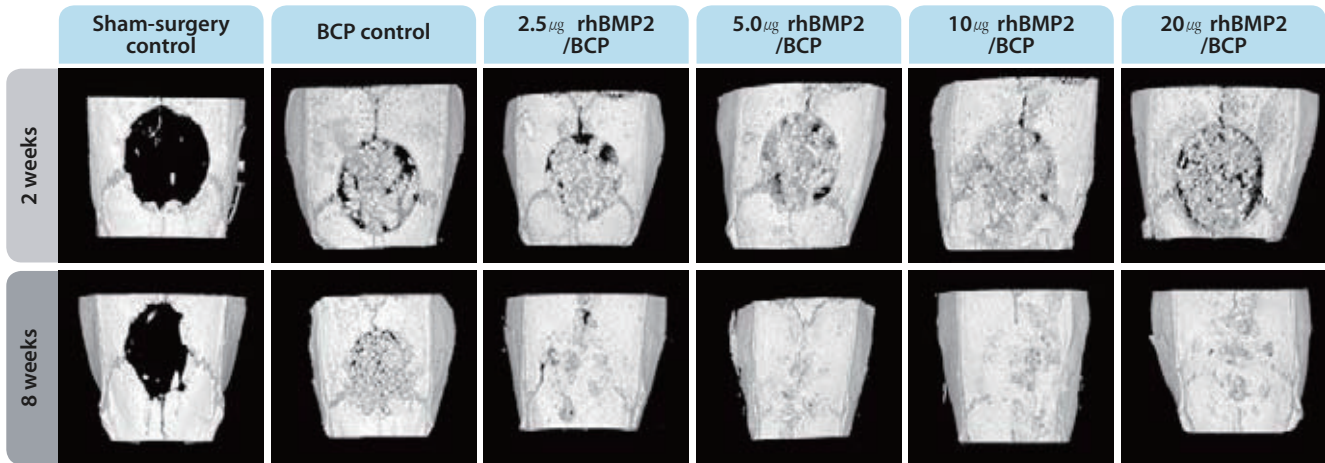 Sham-surgery
control
BCP control
2.5㎍ rhBMP2
/BCP
5.0㎍ rhBMP2
/BCP
10㎍ rhBMP2
/BCP
20㎍ rhBMP2
/BCP
2 weeks
8 weeks